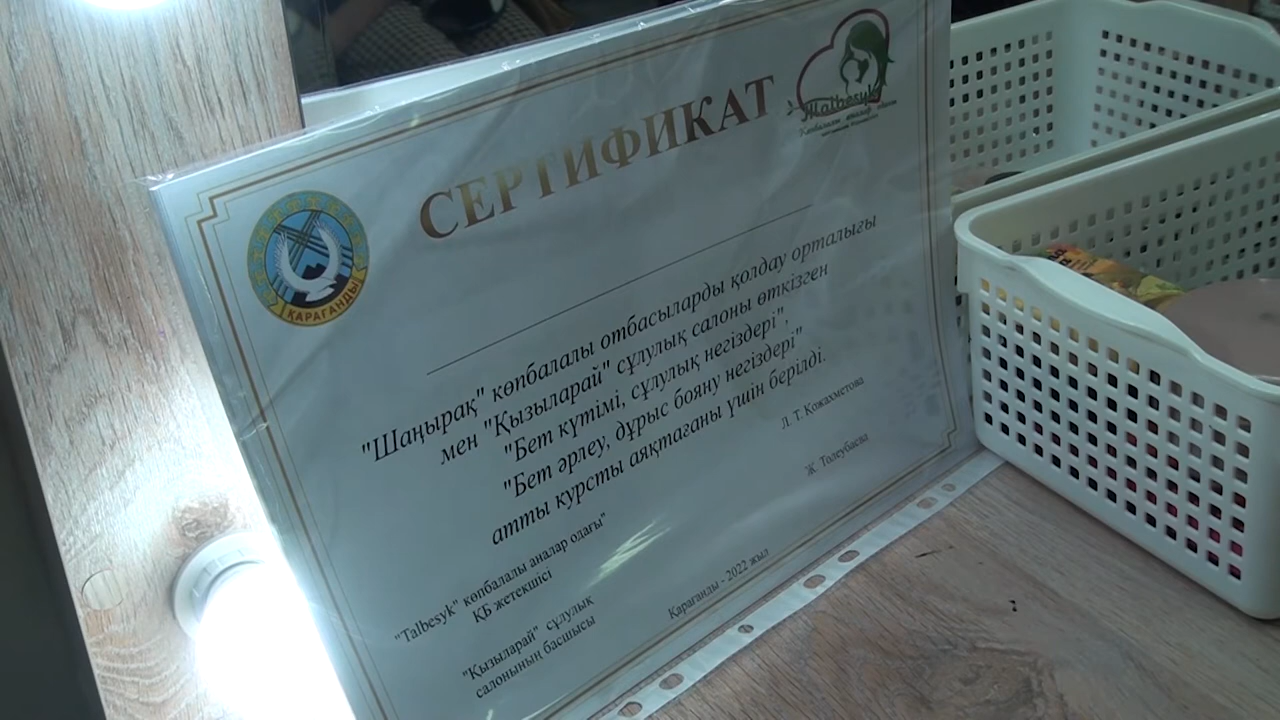 СЕРТИФИКАТ
Talbesyk
ҚАРАҒАНДЫ
"Шаңырақ" көпбалалы отбасыларды қолдау орталығы
мен "Қызыларай" сұлулық салоны өткізген
"Бет күтімі, сұлулық негіздері",
"Бет әрлеу, дұрыс бояну негіздері"
атты курсты аяқтағаны үшін берілді.
"Talbesyk" көпбалалы аналар одағы"
ҚБ жетекшісі
Л. Т. Кожахметова
"Қызыларай" сұлулық
салонының басшысы
Ж. Толеубаева
Қарағанды - 2022 жыл